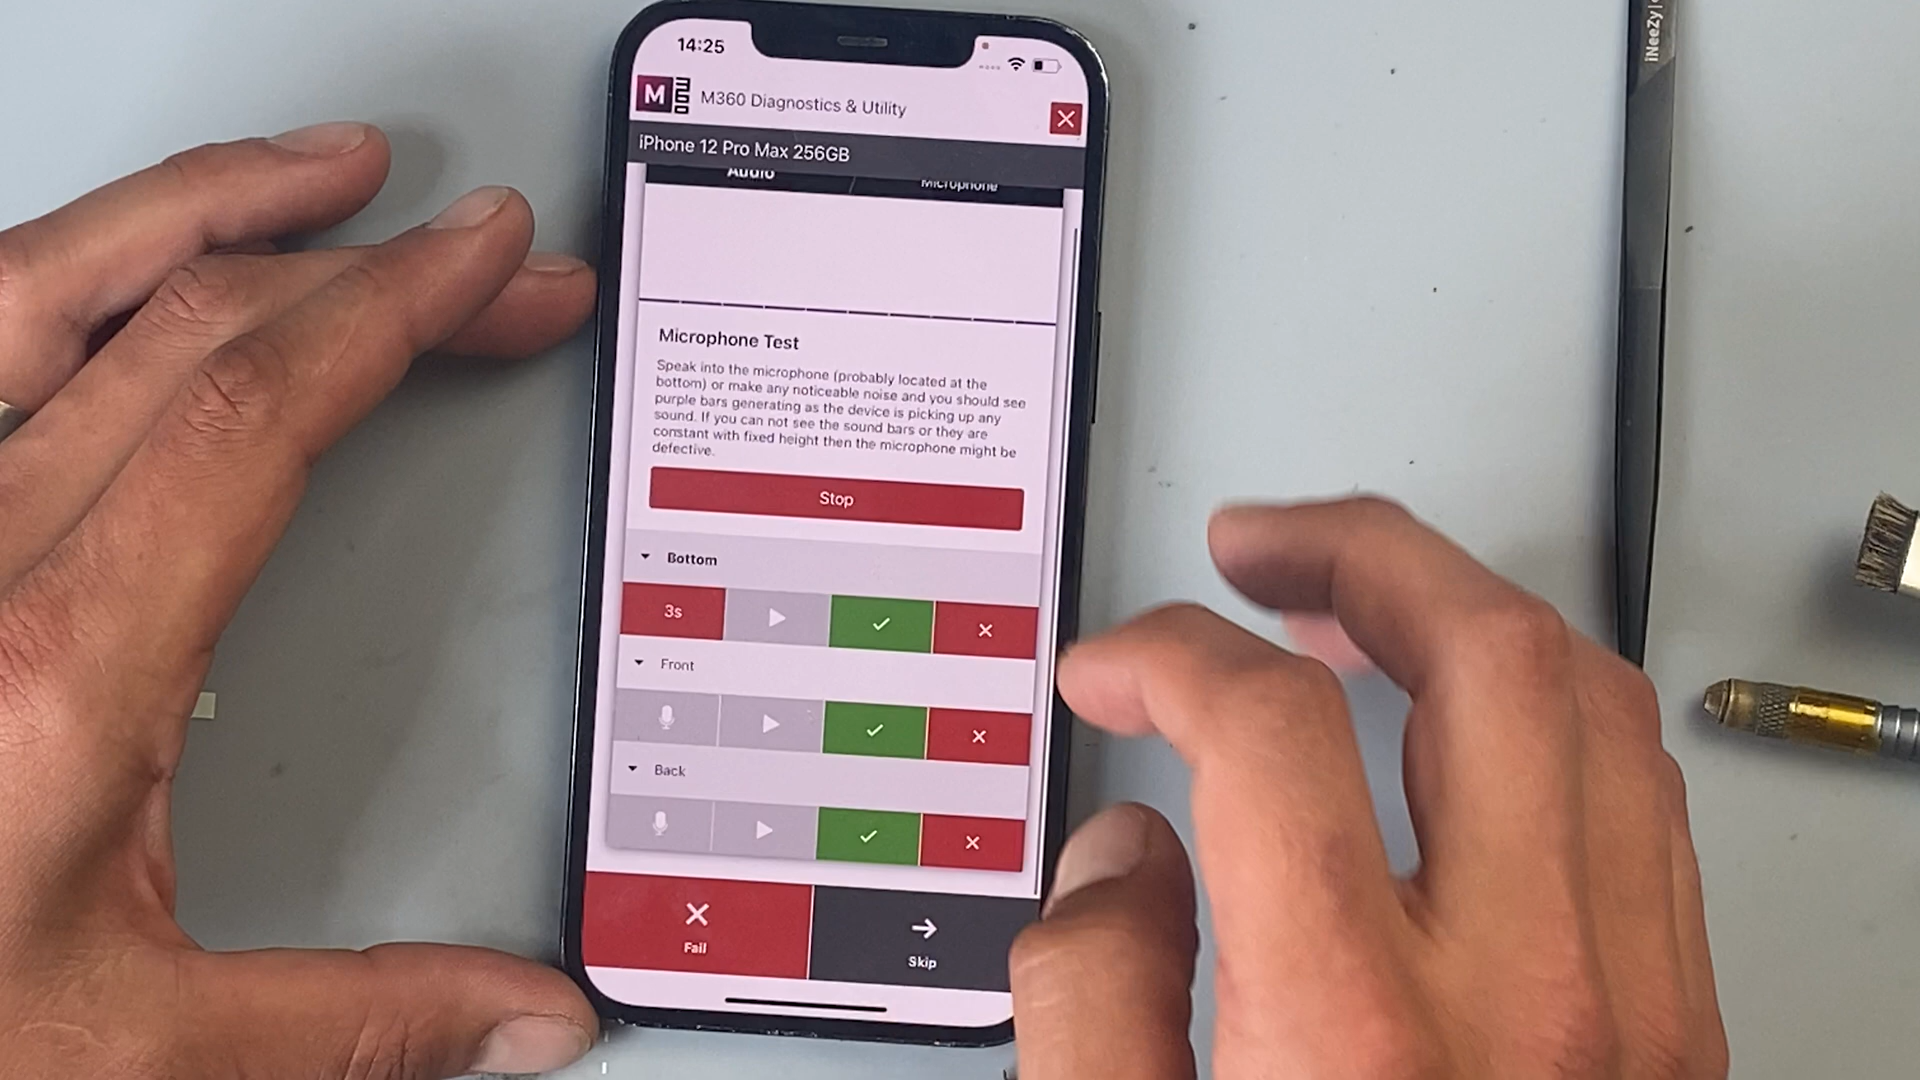 14:25
M 360 M360 Diagnostics & Utility
iPhone 12 Pro Max 256GB
Audio Microphone
Microphone Test
Speak into the microphone (probably located at the
bottom) or make any noticeable noise and you should see
purple bars generating as the device is picking up any
sound. If you can not see the sound bars or they are
constant with fixed height then the microphone might be
defective.
Stop
Bottom
3s
Front
Back
Fail
Skip
iNeeZy